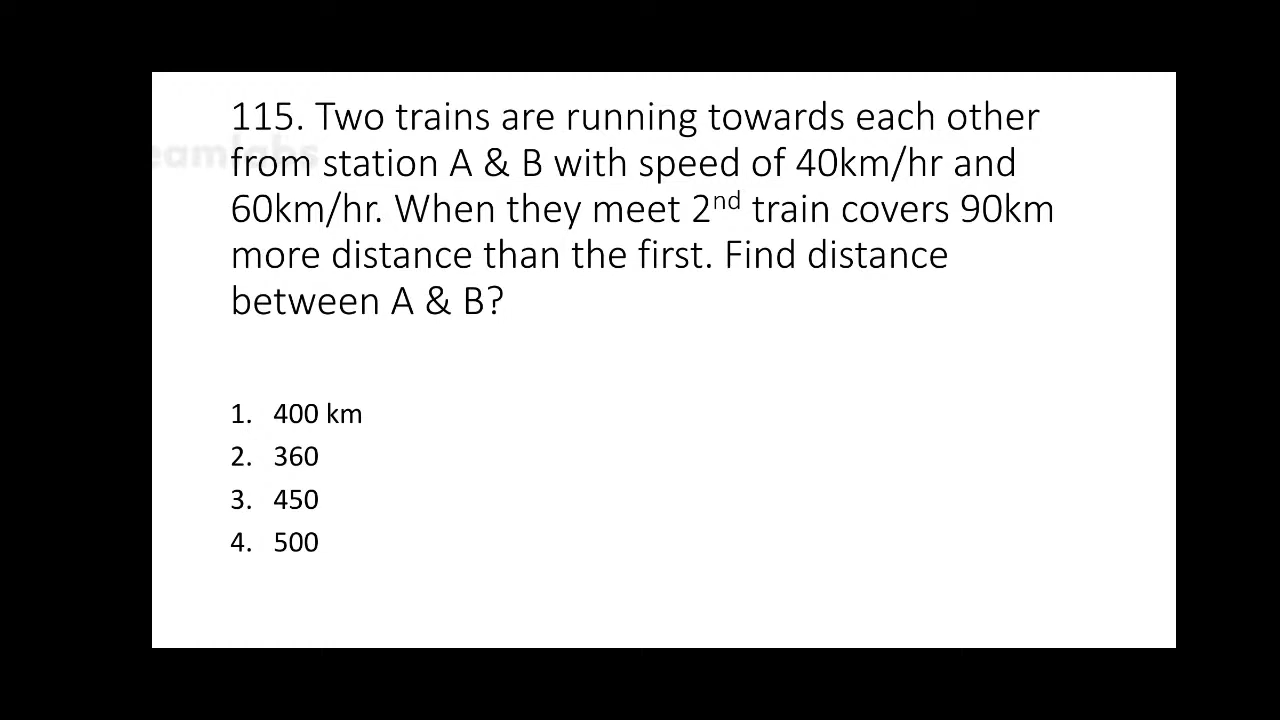 115. Two trains are running towards each other
from station A & B with speed of 40km/hr and
60km/hr. When they meet 2nd train covers 90km
more distance than the first. Find distance
between A & B?
1. 400 km
2. 360
3. 450
4. 500